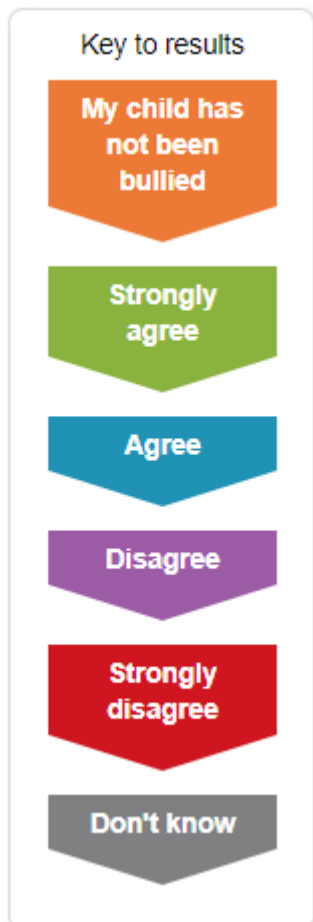 Key to results
My child has
not been
bullied
Strongly
agree
Agree
Disagree
Strongly
disagree
Don't know